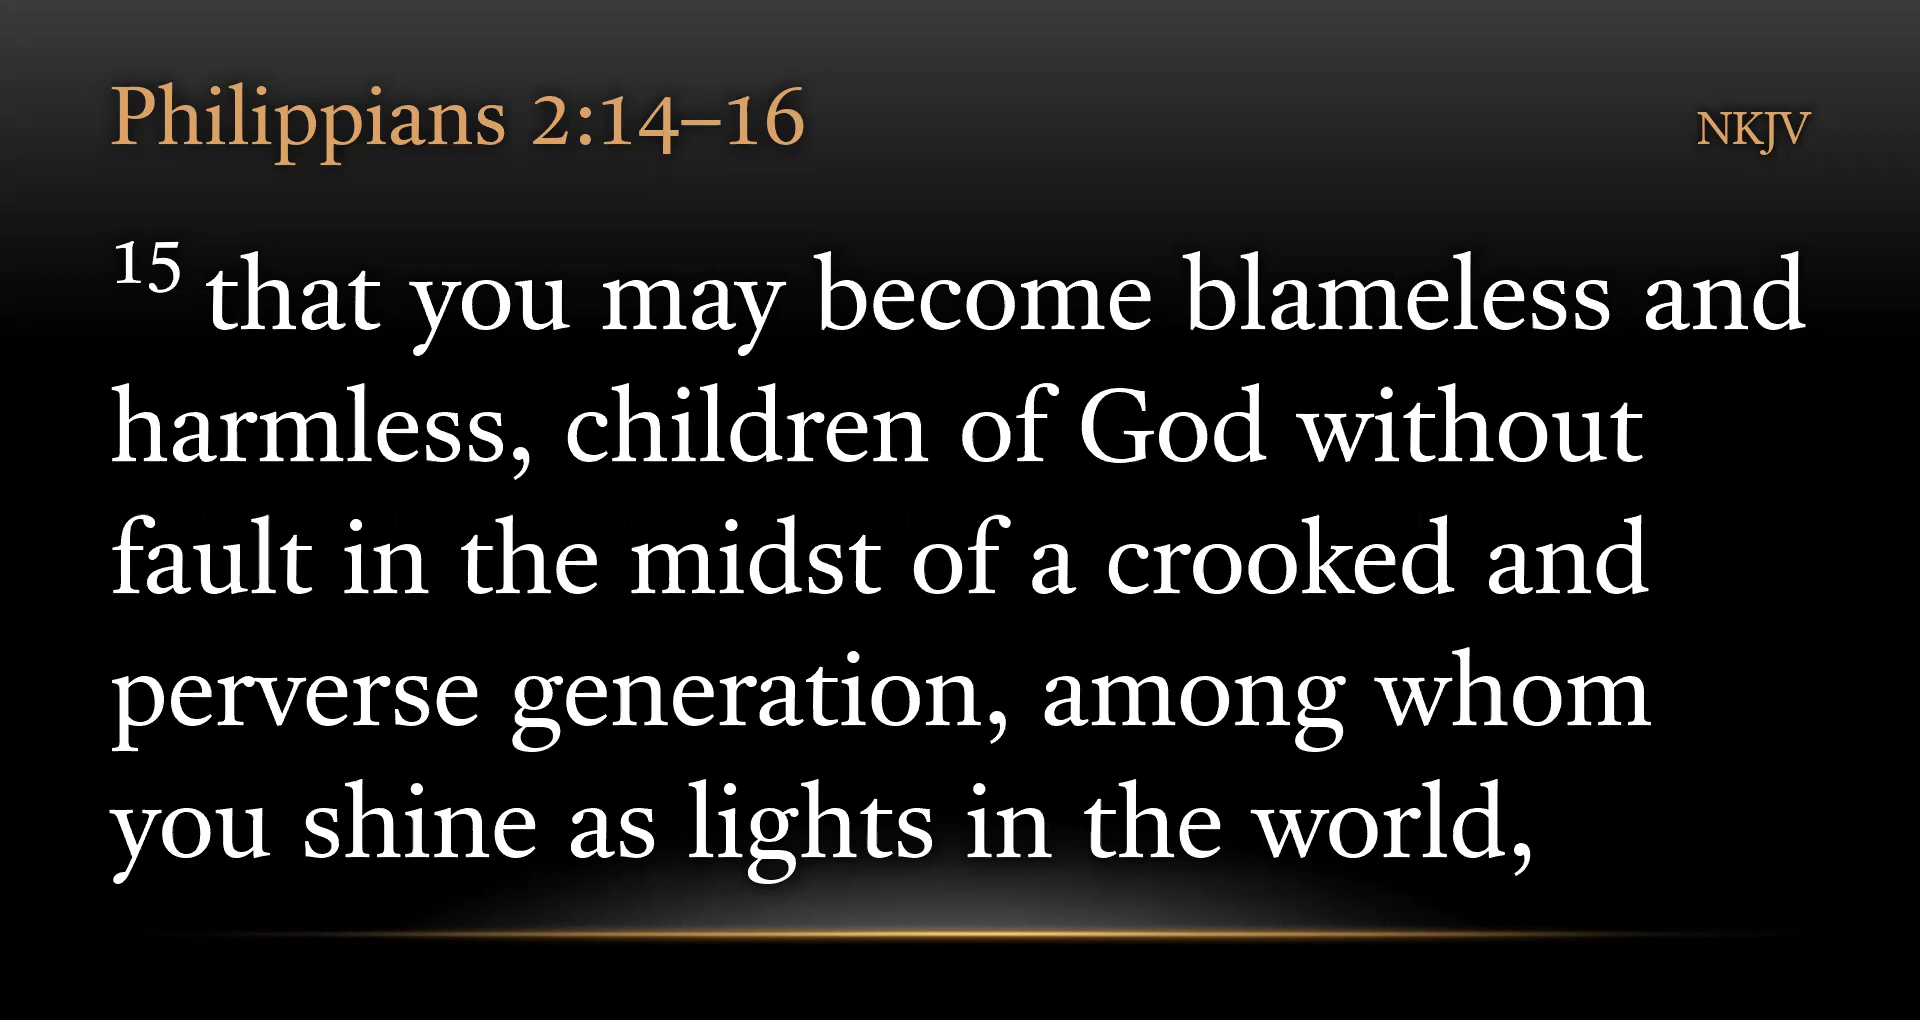 Philippians 2:14–16
NKJV
15 that you may become blameless and
harmless, children of God without
fault in the midst of a crooked and
perverse generation, among whom
you shine as lights in the world,